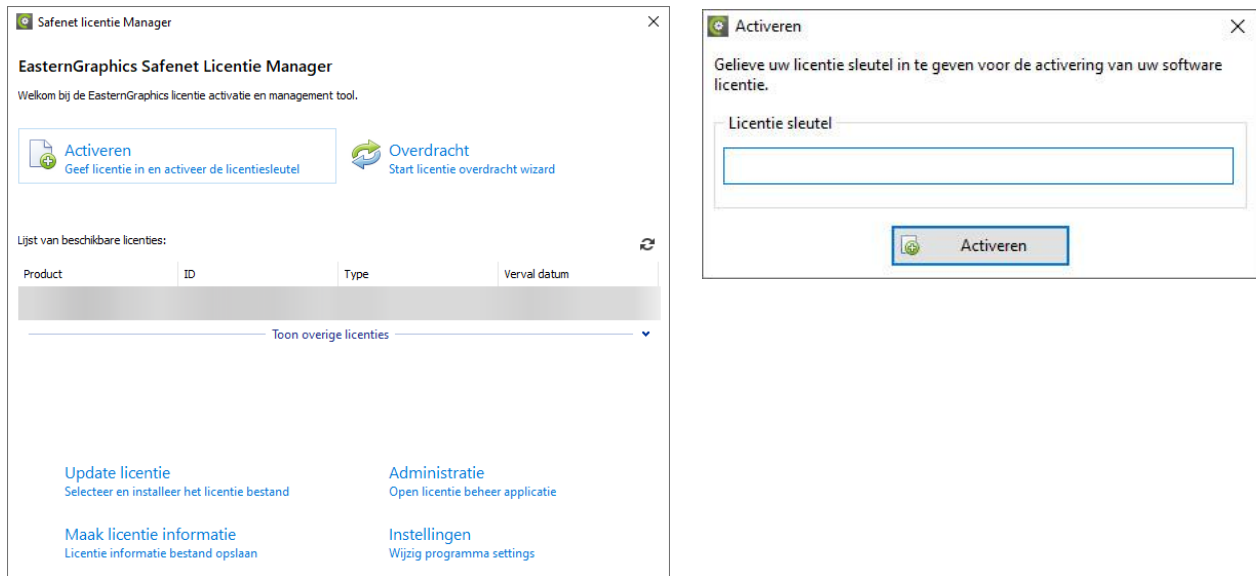 Safenet licentie Manager
EasternGraphics Safenet Licentie Manager
Welkom bij de EasternGraphics licentie activatie en management tool.
Activeren
Geef licentie in en activeer de licentiesleutel
Overdracht
Start licentie overdracht wizard
Lijst van beschikbare licenties:
Product ID Type Verval datum
Toon overige licenties
Update licentie
Selecteer en installeer het licentie bestand
Administratie
Open licentie beheer applicatie
Maak licentie informatie
Licentie informatie bestand opslaan
Instellingen
Wijzig programma settings
Activeren
Gelieve uw licentie sleutel in te geven voor de activering van uw software
licentie.
Licentie sleutel
Activeren